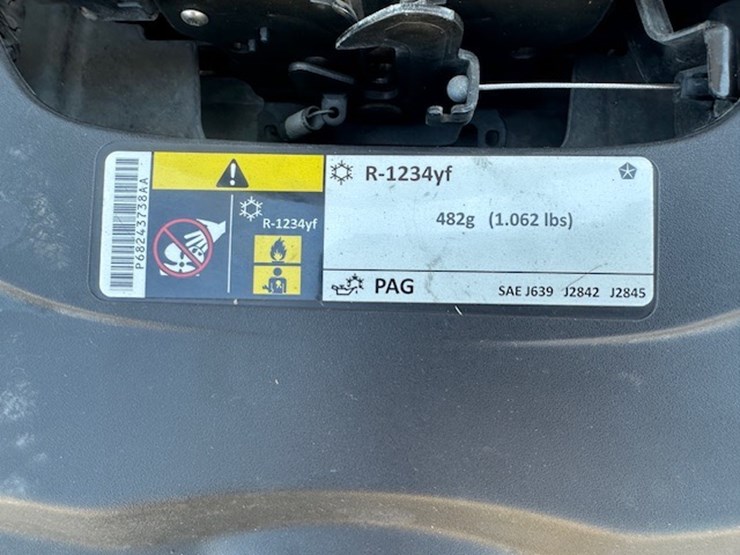 P68243738AA
R-1234yf
R-1234yf
482g (1.062 lbs)
PAG
SAE J639 J2842 J2845